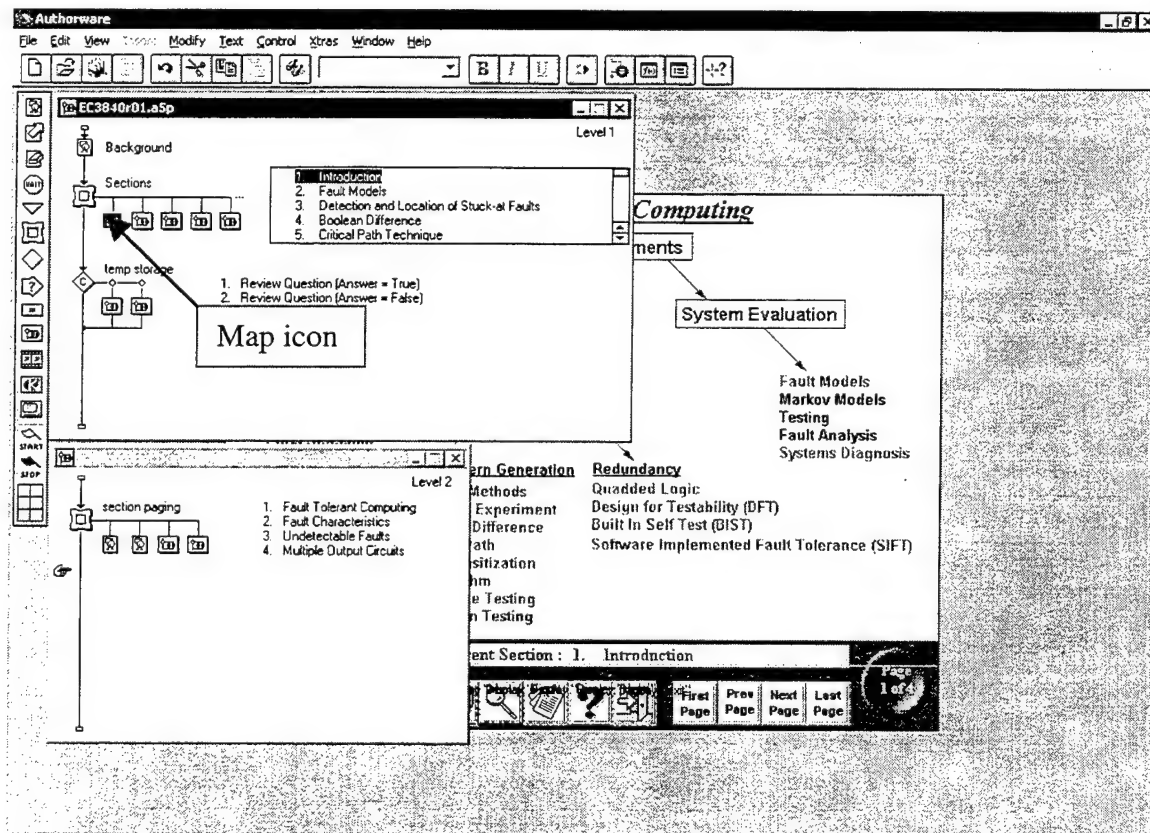 Authorware
File Edit View Insert Modify Text Control Xtras Window Help
B I U
EC3840r01.a5p
Level 1
Background
Sections
1. Introduction
2. Fault Models
3. Detection and Location of Stuck-at Faults
4. Boolean Difference
5. Critical Path Technique
temp storage
1. Review Question (Answer = True)
2. Review Question (Answer = False)
Map icon
WAIT
START
STOP
Computing
ments
System Evaluation
Fault Models
Markov Models
Testing
Fault Analysis
Systems Diagnosis
Level 2
section paging
1. Fault Tolerant Computing
2. Fault Characteristics
3. Undetectable Faults
4. Multiple Output Circuits
ern Generation
Methods
Experiment
Difference
ath
sitization
hm
e Testing
n Testing
Redundancy
Quadded Logic
Design for Testability (DFT)
Built In Self Test (BIST)
Software Implemented Fault Tolerance (SIFT)
ent Section : 1. Introduction
First Page
Prev Page
Next Page
Last Page
Page
1 of 4